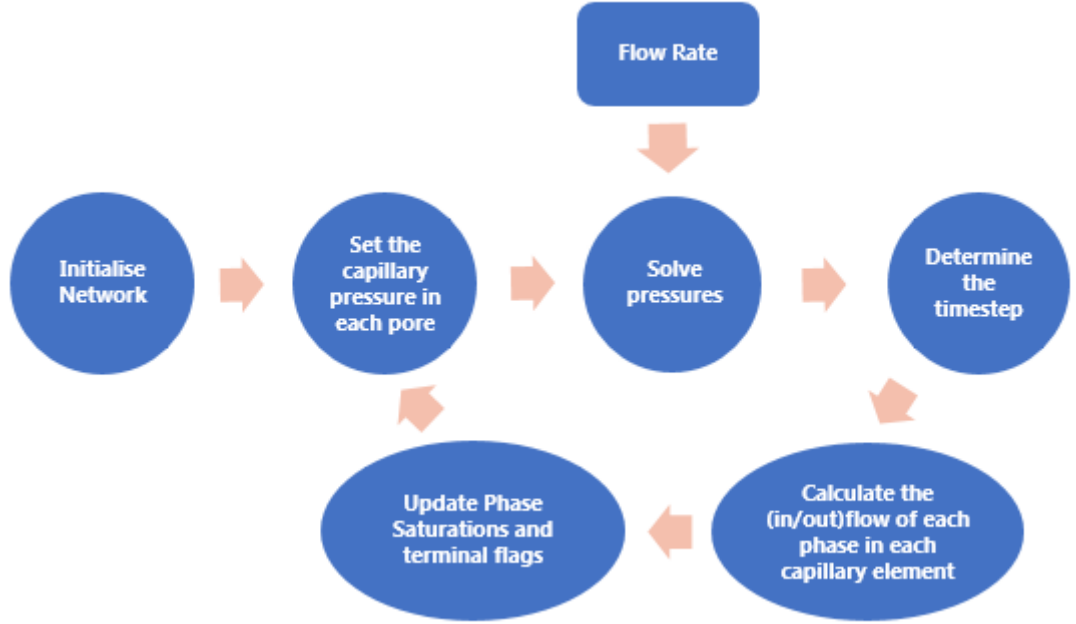 Flow Rate
Initialise
Network
Set the
capillary
pressure in
each pore
Solve
pressures
Determine
the
timestep
Calculate the
(in/out)flow of each
phase in each
capillary element
Update Phase
Saturations and
terminal flags